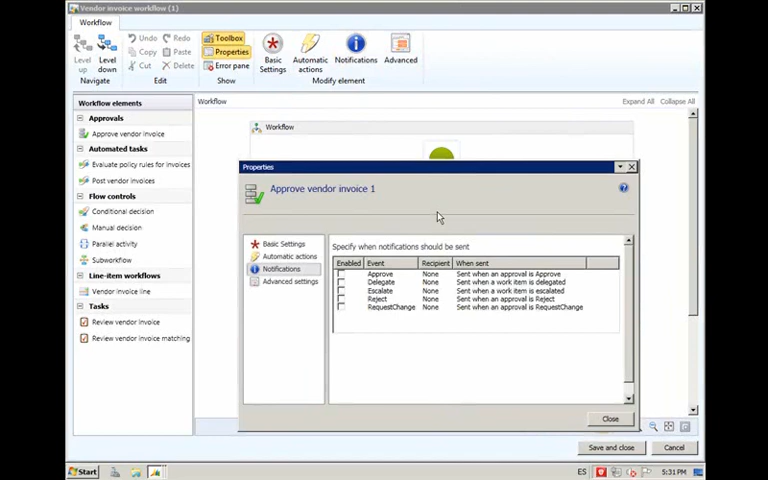 Vendor invoice workflow (1)
Workflow
Level up
Level down
Undo
Redo
Copy
Paste
Cut
Delete
Toolbox
Properties
Error pane
Basic Settings
Automatic actions
Notifications
Advanced
Navigate
Edit
Show
Modify element
Workflow elements
Approvals
Approve vendor invoice
Automated tasks
Evaluate policy rules for invoices
Post vendor invoices
Flow controls
Conditional decision
Manual decision
Parallel activity
Subworkflow
Line-item workflows
Vendor invoice line
Tasks
Review vendor invoice
Review vendor invoice matching
Workflow
Expand All
Collapse All
Workflow
Properties
Approve vendor invoice 1
Basic Settings
Automatic actions
Notifications
Advanced settings
Specify when notifications should be sent
Enabled Event Recipient When sent
Approve None Sent when an approval is Approve
Delegate None Sent when a work item is delegated
Escalate None Sent when a work item is escalated
Reject None Sent when an approval is Reject
RequestChange None Sent when an approval is RequestChange
Close
Save and close
Cancel
Start
ES
5:31 PM